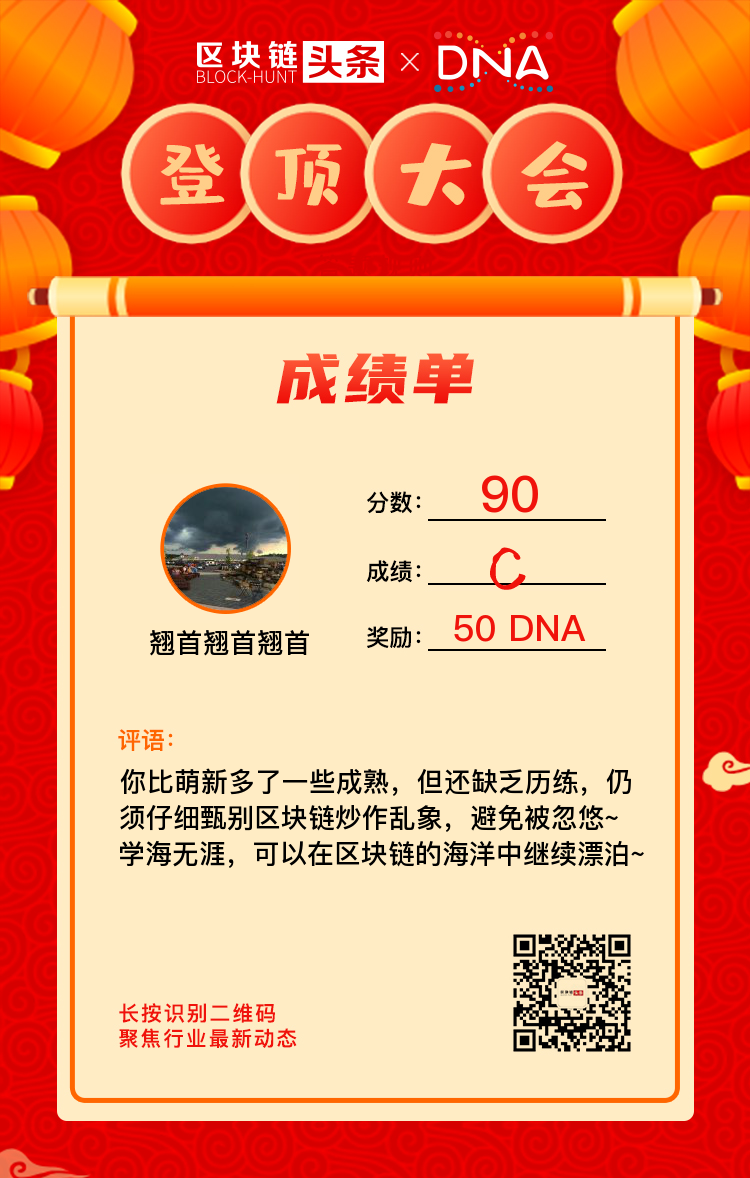 区块链头条 × DNA
BLOCK-HUNT
登顶大会
成绩单
分数： 90
成绩： C
奖励： 50 DNA
翘首翘首翘首
评语：
你比萌新多了一些成熟，但还缺乏历练，仍
须仔细甄别区块链炒作乱象，避免被忽悠~
学海无涯，可以在区块链的海洋中继续漂泊~
长按识别二维码
聚焦行业最新动态
区块链头条